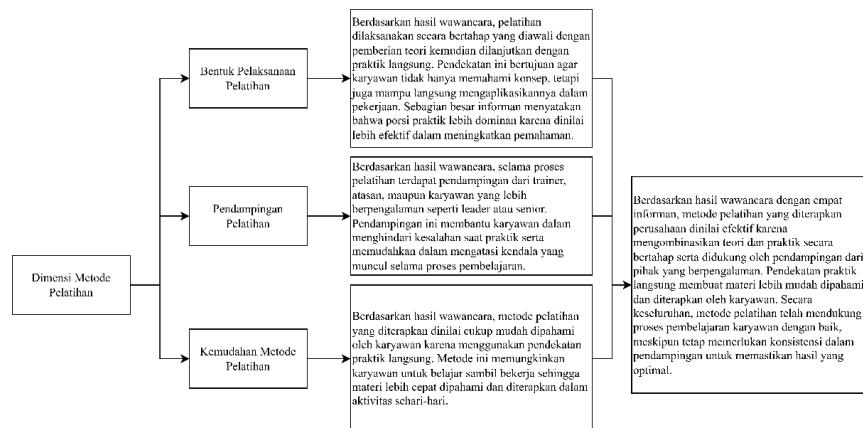 Dimensi Metode
Pelatihan
Bentuk Pelaksanaan
Pelatihan
Berdasarkan hasil wawancara, pelatihan
dilaksanakan secara bertahap yang diawali dengan
pemberian teori kemudian dilanjutkan dengan
praktik langsung. Pendekatan ini bertujuan agar
karyawan tidak hanya memahami konsep, tetapi
juga mampu langsung mengaplikasikannya dalam
pekerjaan. Sebagian besar informan menyatakan
bahwa porsi praktik lebih dominan karena dinilai
lebih efektif dalam meningkatkan pemahaman.
Pendampingan
Pelatihan
Berdasarkan hasil wawancara, selama proses
pelatihan terdapat pendampingan dari trainer,
atasan, maupun karyawan yang lebih
berpengalaman seperti leader atau senior.
Pendampingan ini membantu karyawan dalam
menghindari kesalahan saat praktik serta
memudahkan dalam mengatasi kendala yang
muncul selama proses pembelajaran.
Kemudahan Metode
Pelatihan
Berdasarkan hasil wawancara, metode pelatihan
yang diterapkan dinilai cukup mudah dipahami
oleh karyawan karena menggunakan pendekatan
praktik langsung. Metode ini memungkinkan
karyawan untuk belajar sambil bekerja sehingga
materi lebih cepat dipahami dan diterapkan dalam
aktivitas sehari-hari.
Berdasarkan hasil wawancara dengan empat
informan, metode pelatihan yang diterapkan
perusahaan dinilai efektif karena
mengombinasikan teori dan praktik secara
bertahap serta didukung oleh pendampingan dari
pihak yang berpengalaman. Pendekatan praktik
langsung membuat materi lebih mudah dipahami
dan diterapkan oleh karyawan. Secara
keseluruhan, metode pelatihan telah mendukung
proses pembelajaran karyawan dengan baik,
meskipun tetap memerlukan konsistensi dalam
pendampingan untuk memastikan hasil yang
optimal.